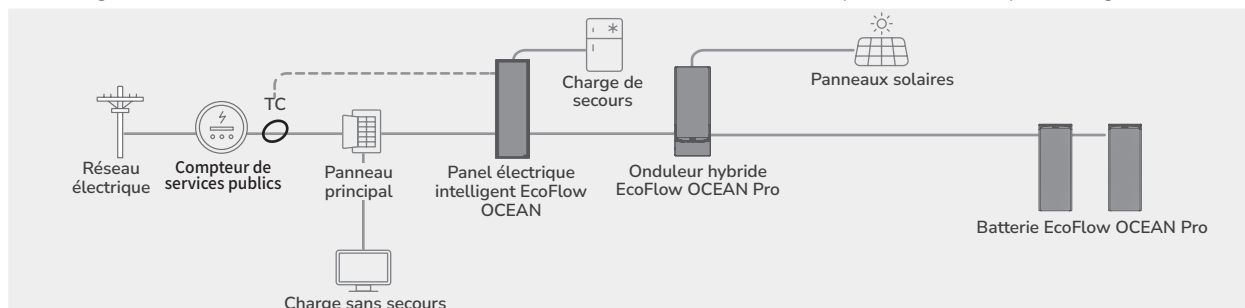 TC
Charge de
secours
Panneaux solaires
Réseau
électrique
Compteur de
services publics
Panneau
principal
Panel électrique
intelligent EcoFlow
OCEAN
Onduleur hybride
EcoFlow OCEAN Pro
Batterie EcoFlow OCEAN Pro
Charge sans secours